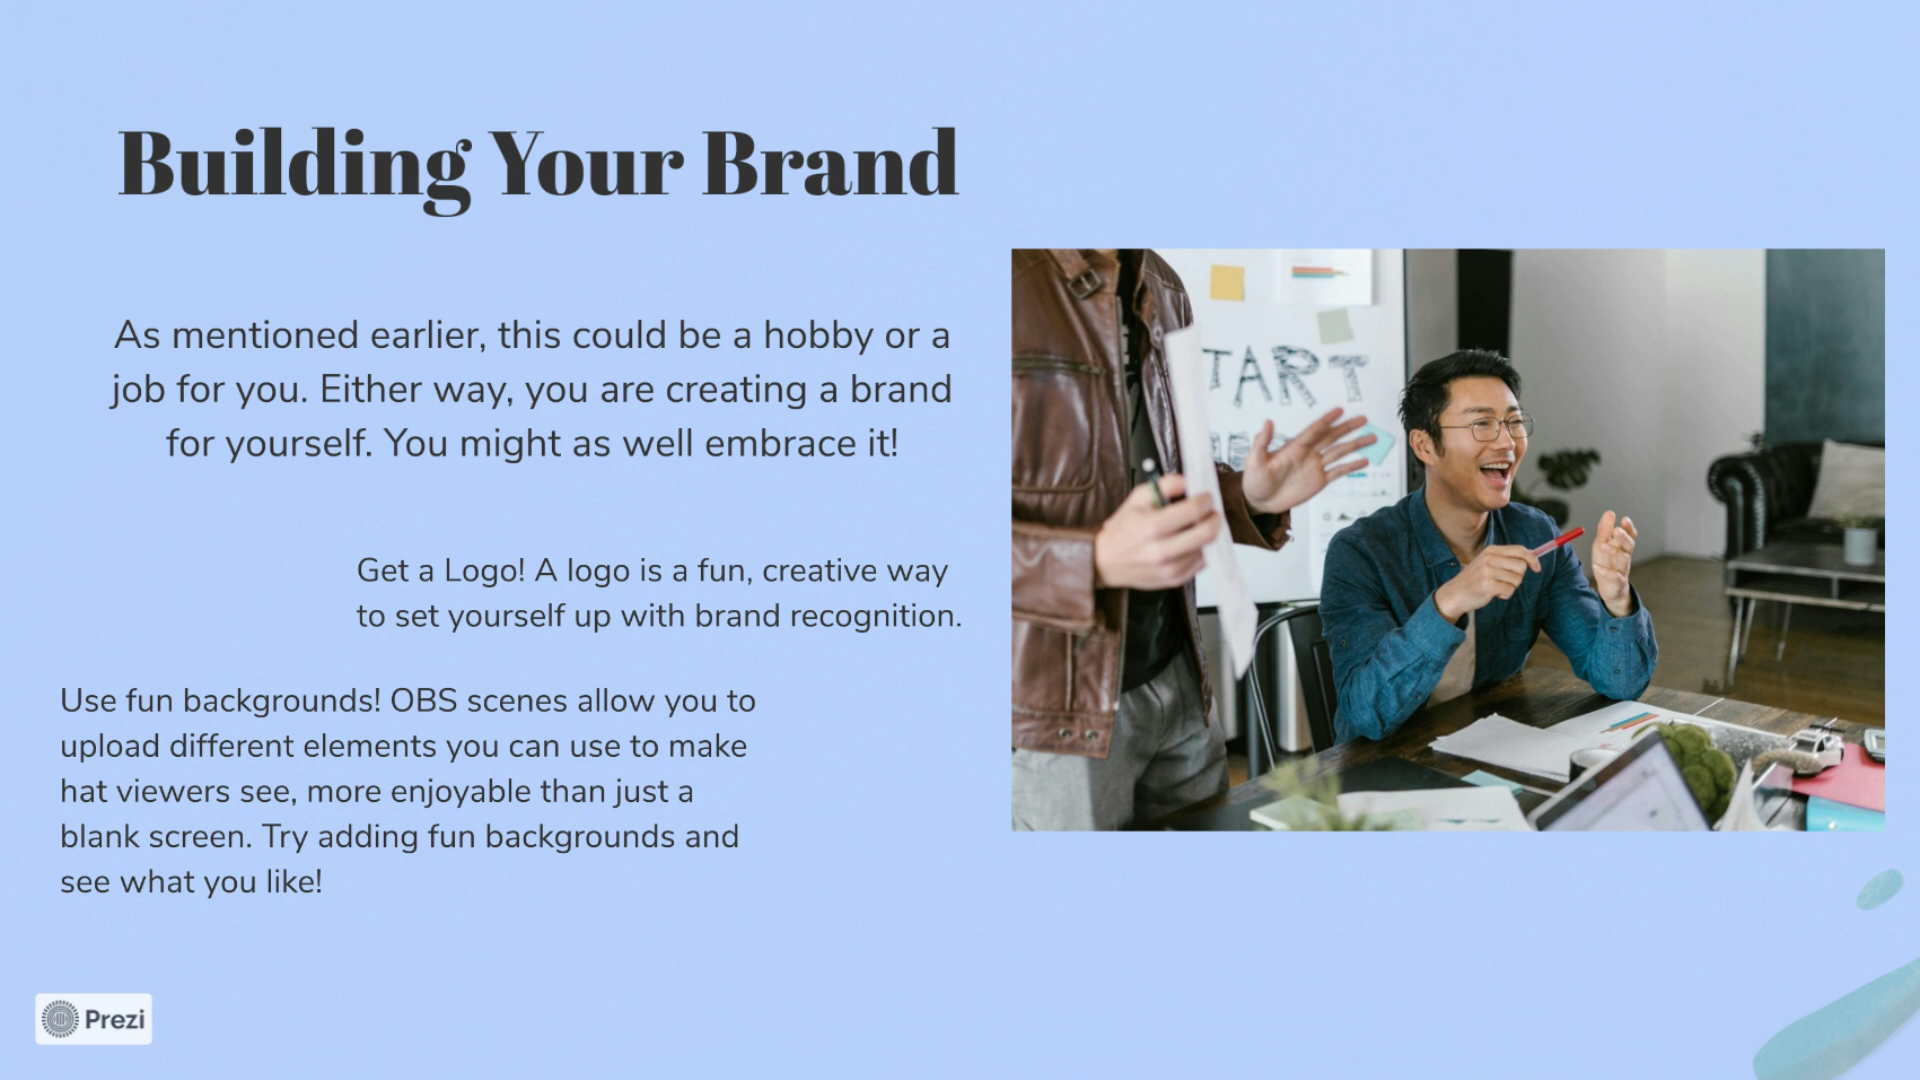 Building Your Brand
As mentioned earlier, this could be a hobby or a
job for you. Either way, you are creating a brand
for yourself. You might as well embrace it!
Get a Logo! A logo is a fun, creative way
to set yourself up with brand recognition.
Use fun backgrounds! OBS scenes allow you to
upload different elements you can use to make
hat viewers see, more enjoyable than just a
blank screen. Try adding fun backgrounds and
see what you like!
TART
Prezi